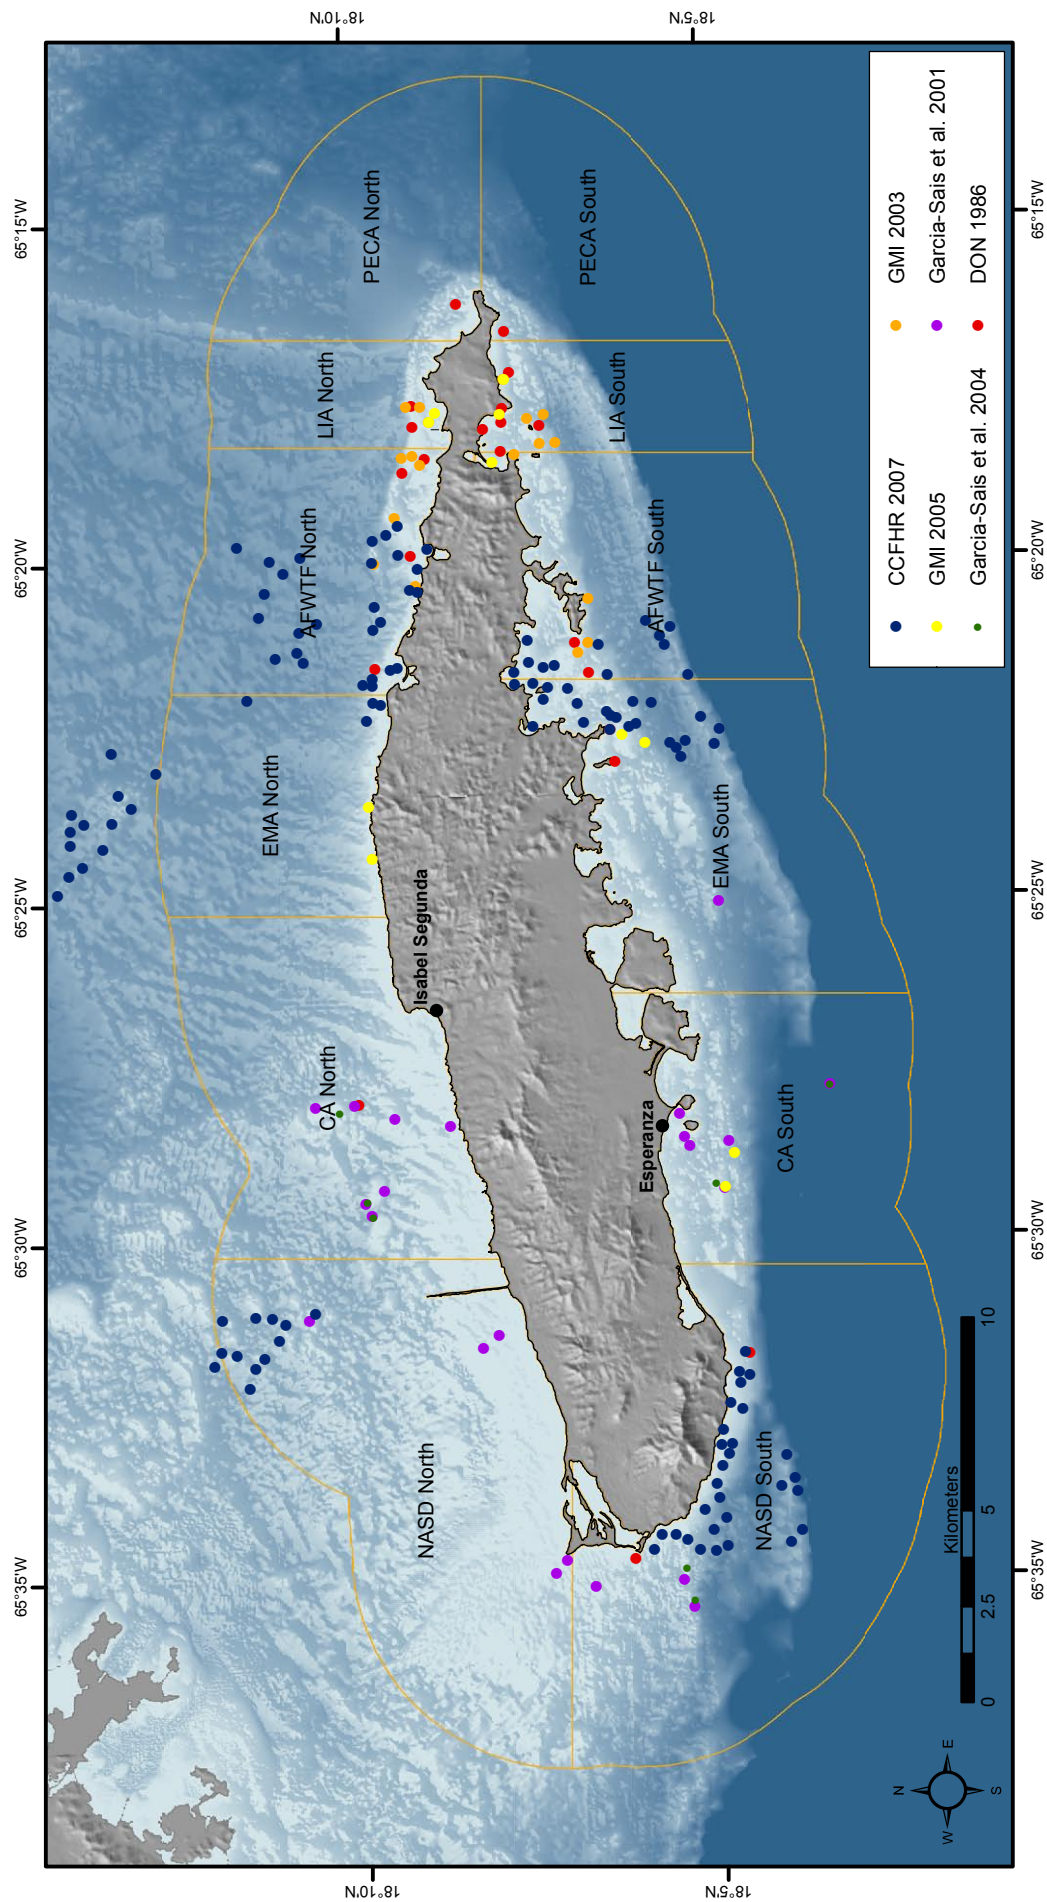 65°35'W
65°30'W
65°25'W
65°20'W
65°15'W
18°10'N
18°10'N
PECA North
LIA North
AFWTF North
EMA North
CA North
NASD North
Isabel Segunda
Esperanza
PECA South
LIA South
AFWTF South
EMA South
CA South
NASD South
18°5'N
18°5'N
CCFHR 2007
GMI 2003
GMI 2005
Garcia-Sais et al. 2001
Garcia-Sais et al. 2004
DON 1986
N
W
E
S
Kilometers
0
2.5
5
10
65°35'W
65°30'W
65°25'W
65°20'W
65°15'W